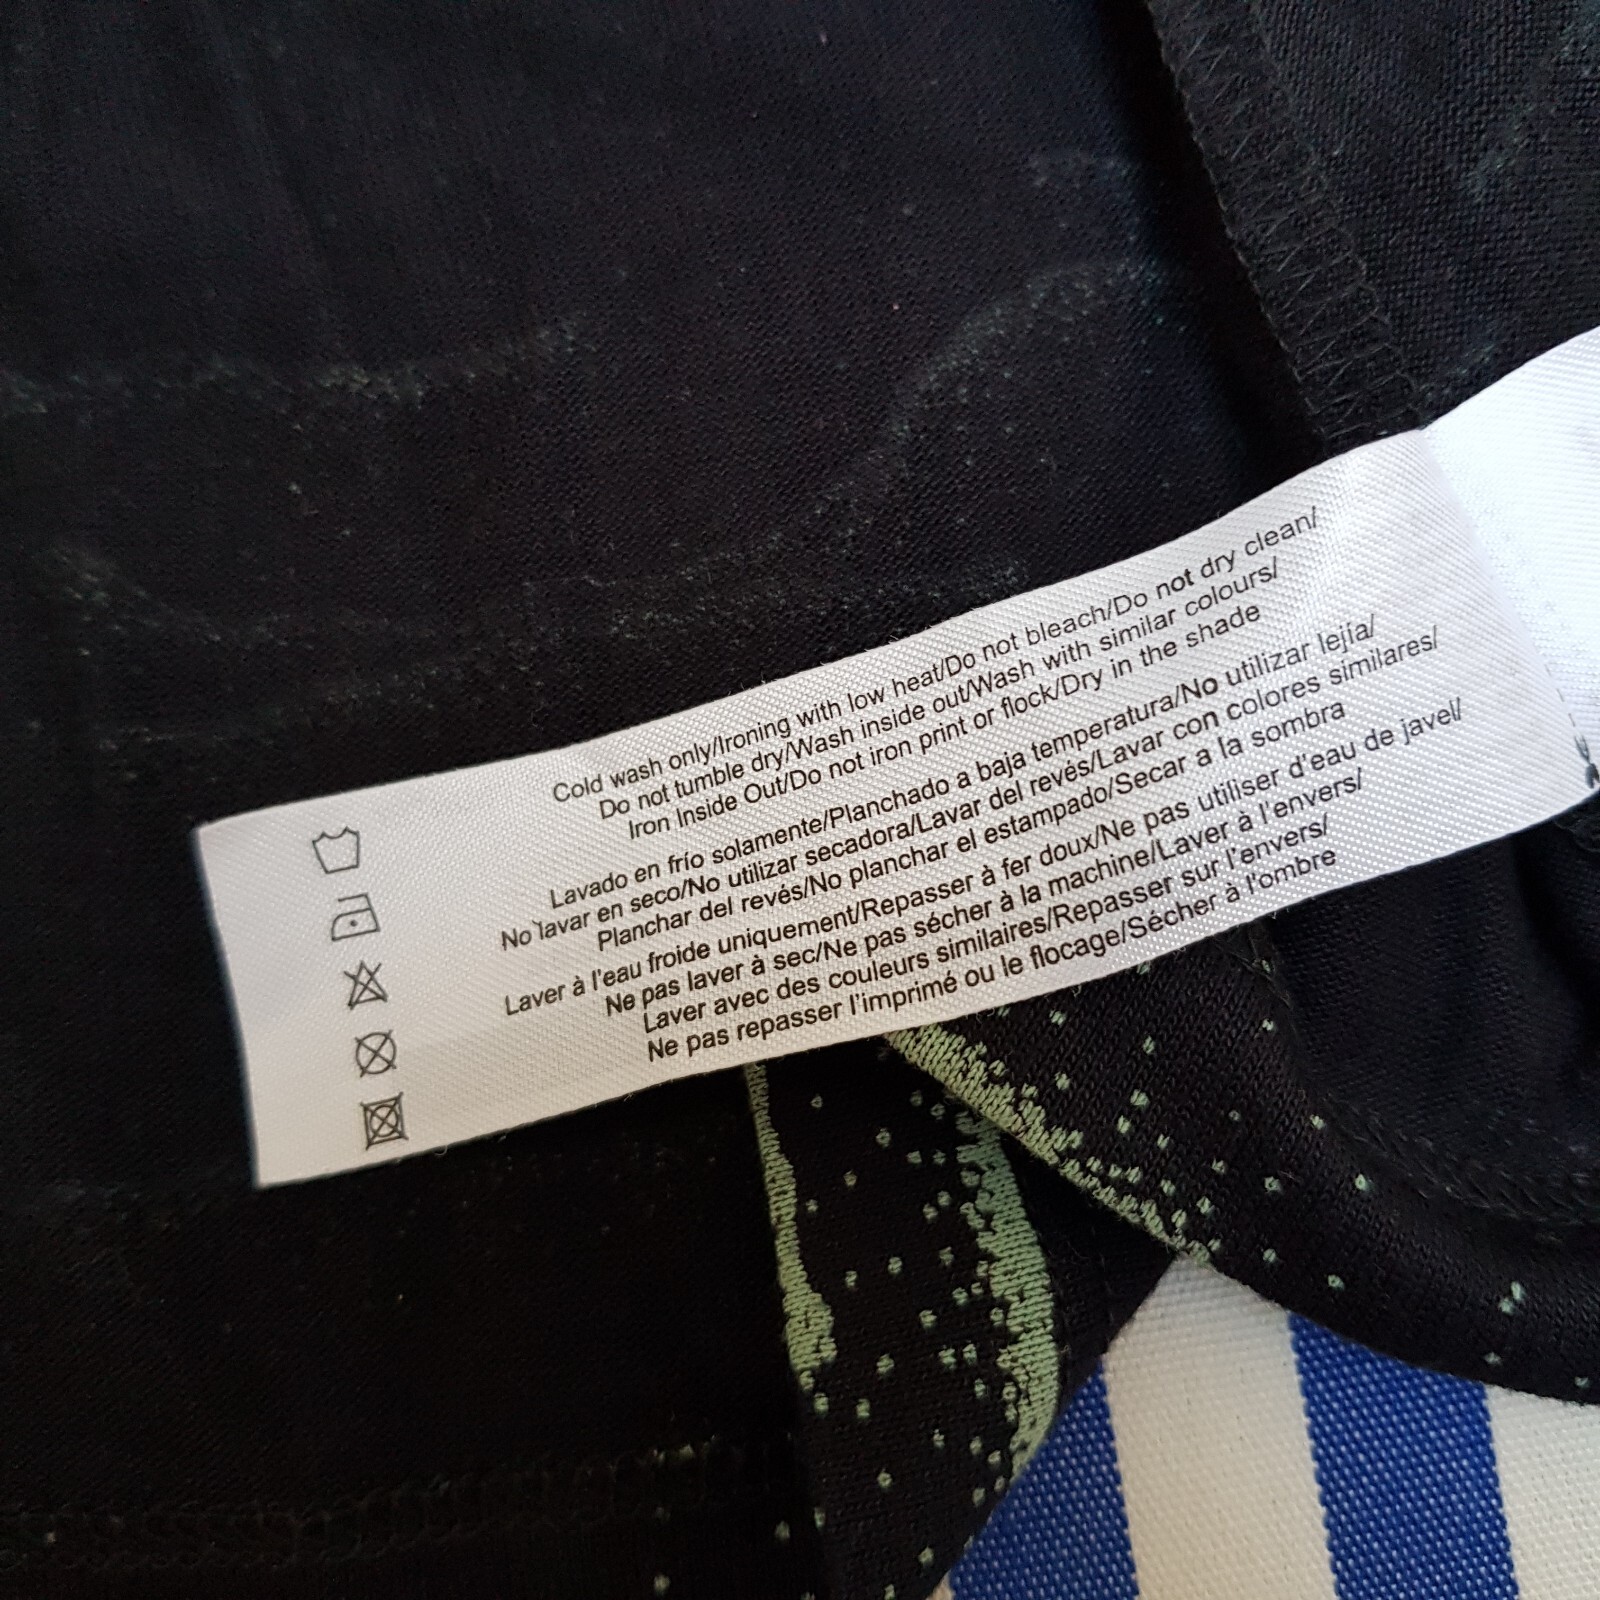 Cold wash only/Ironing with low heat/Do not bleach/Do not dry clean/
Do not tumble dry/Wash inside out/Wash with similar colours/
Iron Inside Out/Do not iron print or flock/Dry in the shade
Lavado en frío solamente/Planchado a baja temperatura/No utilizar lejía/
No lavar en seco/No utilizar secadora/Lavar del revés/Lavar con colores similares/
Planchar del revés/No planchar el estampado/Secar a la sombra
Laver à l'eau froide uniquement/Repasser à fer doux/Ne pas utiliser d'eau de javel/
Ne pas laver à sec/Ne pas sécher à la machine/Laver à l'envers/
Laver avec des couleurs similaires/Repasser sur l'envers/
Ne pas repasser l'imprimé ou le flocage/Sécher à l'ombre